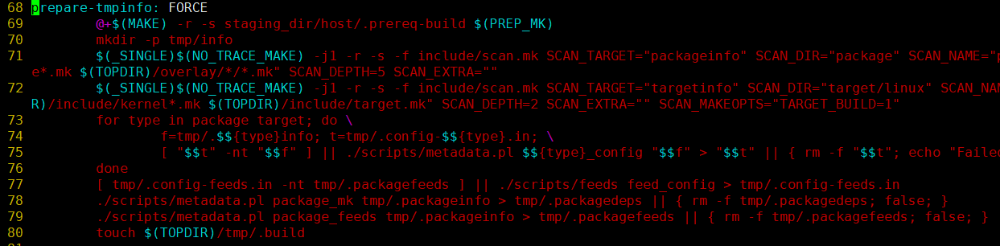 68 prepare-tmpinfo: FORCE
69 @+$(MAKE) -r -s staging_dir/host/.prereq-build $(PREP_MK)
70 mkdir -p tmp/info
71 $(_SINGLE)$(NO_TRACE_MAKE) -j1 -r -s -f include/scan.mk SCAN_TARGET="packageinfo" SCAN_DIR="package" SCAN_NAME="p
e*.mk $(TOPDIR)/overlay/*/*.mk" SCAN_DEPTH=5 SCAN_EXTRA=""
72 $(_SINGLE)$(NO_TRACE_MAKE) -j1 -r -s -f include/scan.mk SCAN_TARGET="targetinfo" SCAN_DIR="target/linux" SCAN_NAM
R)/include/kernel*.mk $(TOPDIR)/include/target.mk" SCAN_DEPTH=2 SCAN_EXTRA="" SCAN_MAKEOPTS="TARGET_BUILD=1"
73 for type in package target; do \
74 f=tmp/.$${type}info; t=tmp/.config-$${type}.in; \
75 [ "$$t" -nt "$$f" ] || ./scripts/metadata.pl $${type}_config "$$f" > "$$t" || { rm -f "$$t"; echo "Failed
76 done
77 [ tmp/.config-feeds.in -nt tmp/.packagefeeds ] || ./scripts/feeds feed_config > tmp/.config-feeds.in
78 ./scripts/metadata.pl package_mk tmp/.packageinfo > tmp/.packagedeps || { rm -f tmp/.packagedeps; false; }
79 ./scripts/metadata.pl package_feeds tmp/.packageinfo > tmp/.packagefeeds || { rm -f tmp/.packagefeeds; false; }
80 touch $(TOPDIR)/tmp/.build